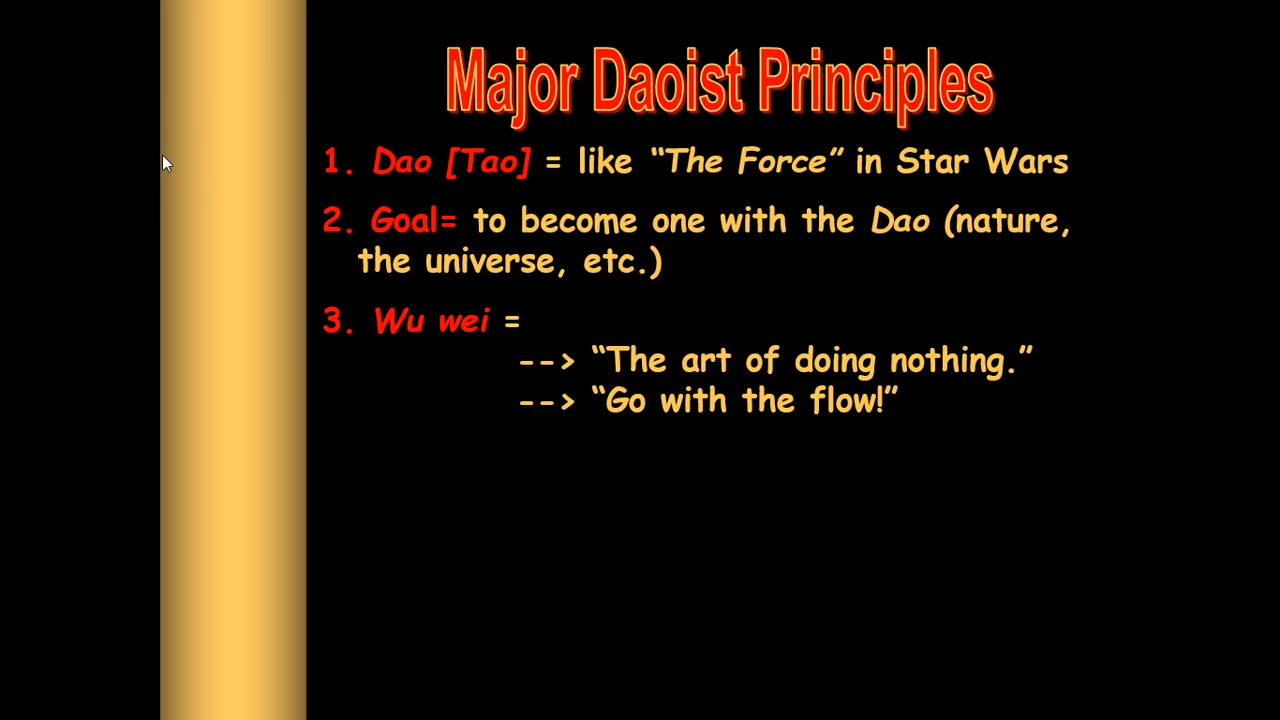 Major Daoist Principles
1. Dao [Tao] = like “The Force” in Star Wars
2. Goal= to become one with the Dao (nature,
the universe, etc.)
3. Wu wei =
--> “The art of doing nothing.”
--> “Go with the flow!”